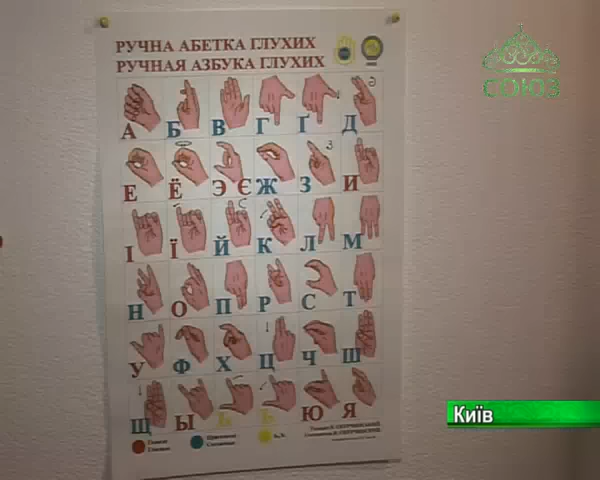 СОЮЗ
РУЧНА АБЕТКА ГЛУХИХ
РУЧНАЯ АЗБУКА ГЛУХИХ
А Б В Г Ґ Д
Е Ё Э Є Ж З И
І Ї Й К Л М
Н О П Р С Т
У Ф Х Ц Ч Ш
Щ Ы Ь Ъ Ю Я
Київ